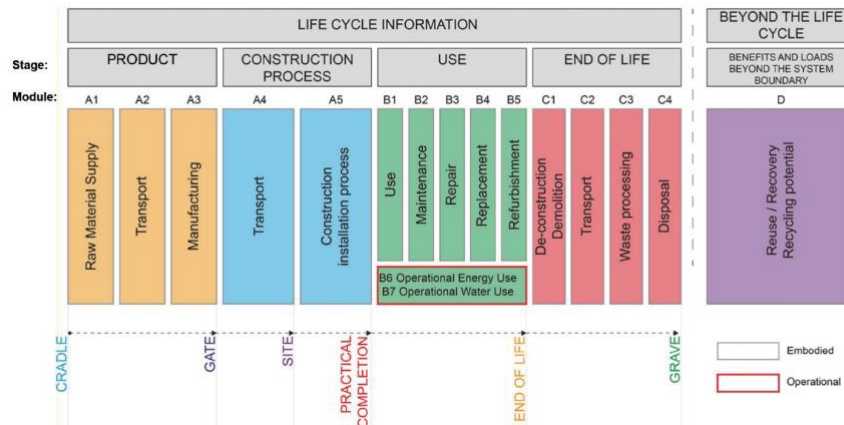 LIFE CYCLE INFORMATION
BEYOND THE LIFE
CYCLE
Stage:
PRODUCT
CONSTRUCTION
PROCESS
USE
END OF LIFE
BENEFITS AND LOADS
BEYOND THE SYSTEM
BOUNDARY
Module:
A1
A2
A3
A4
A5
B1
B2
B3
B4
B5
C1
C2
C3
C4
D
Raw Material Supply
Transport
Manufacturing
Transport
Construction
installation process
Use
Maintenance
Repair
Replacement
Refurbishment
De-construction
Demolition
Transport
Waste processing
Disposal
Reuse / Recovery
Recycling potential
B6 Operational Energy Use
B7 Operational Water Use
CRADLE
GATE
SITE
PRACTICAL
COMPLETION
END OF LIFE
GRAVE
Embodied
Operational